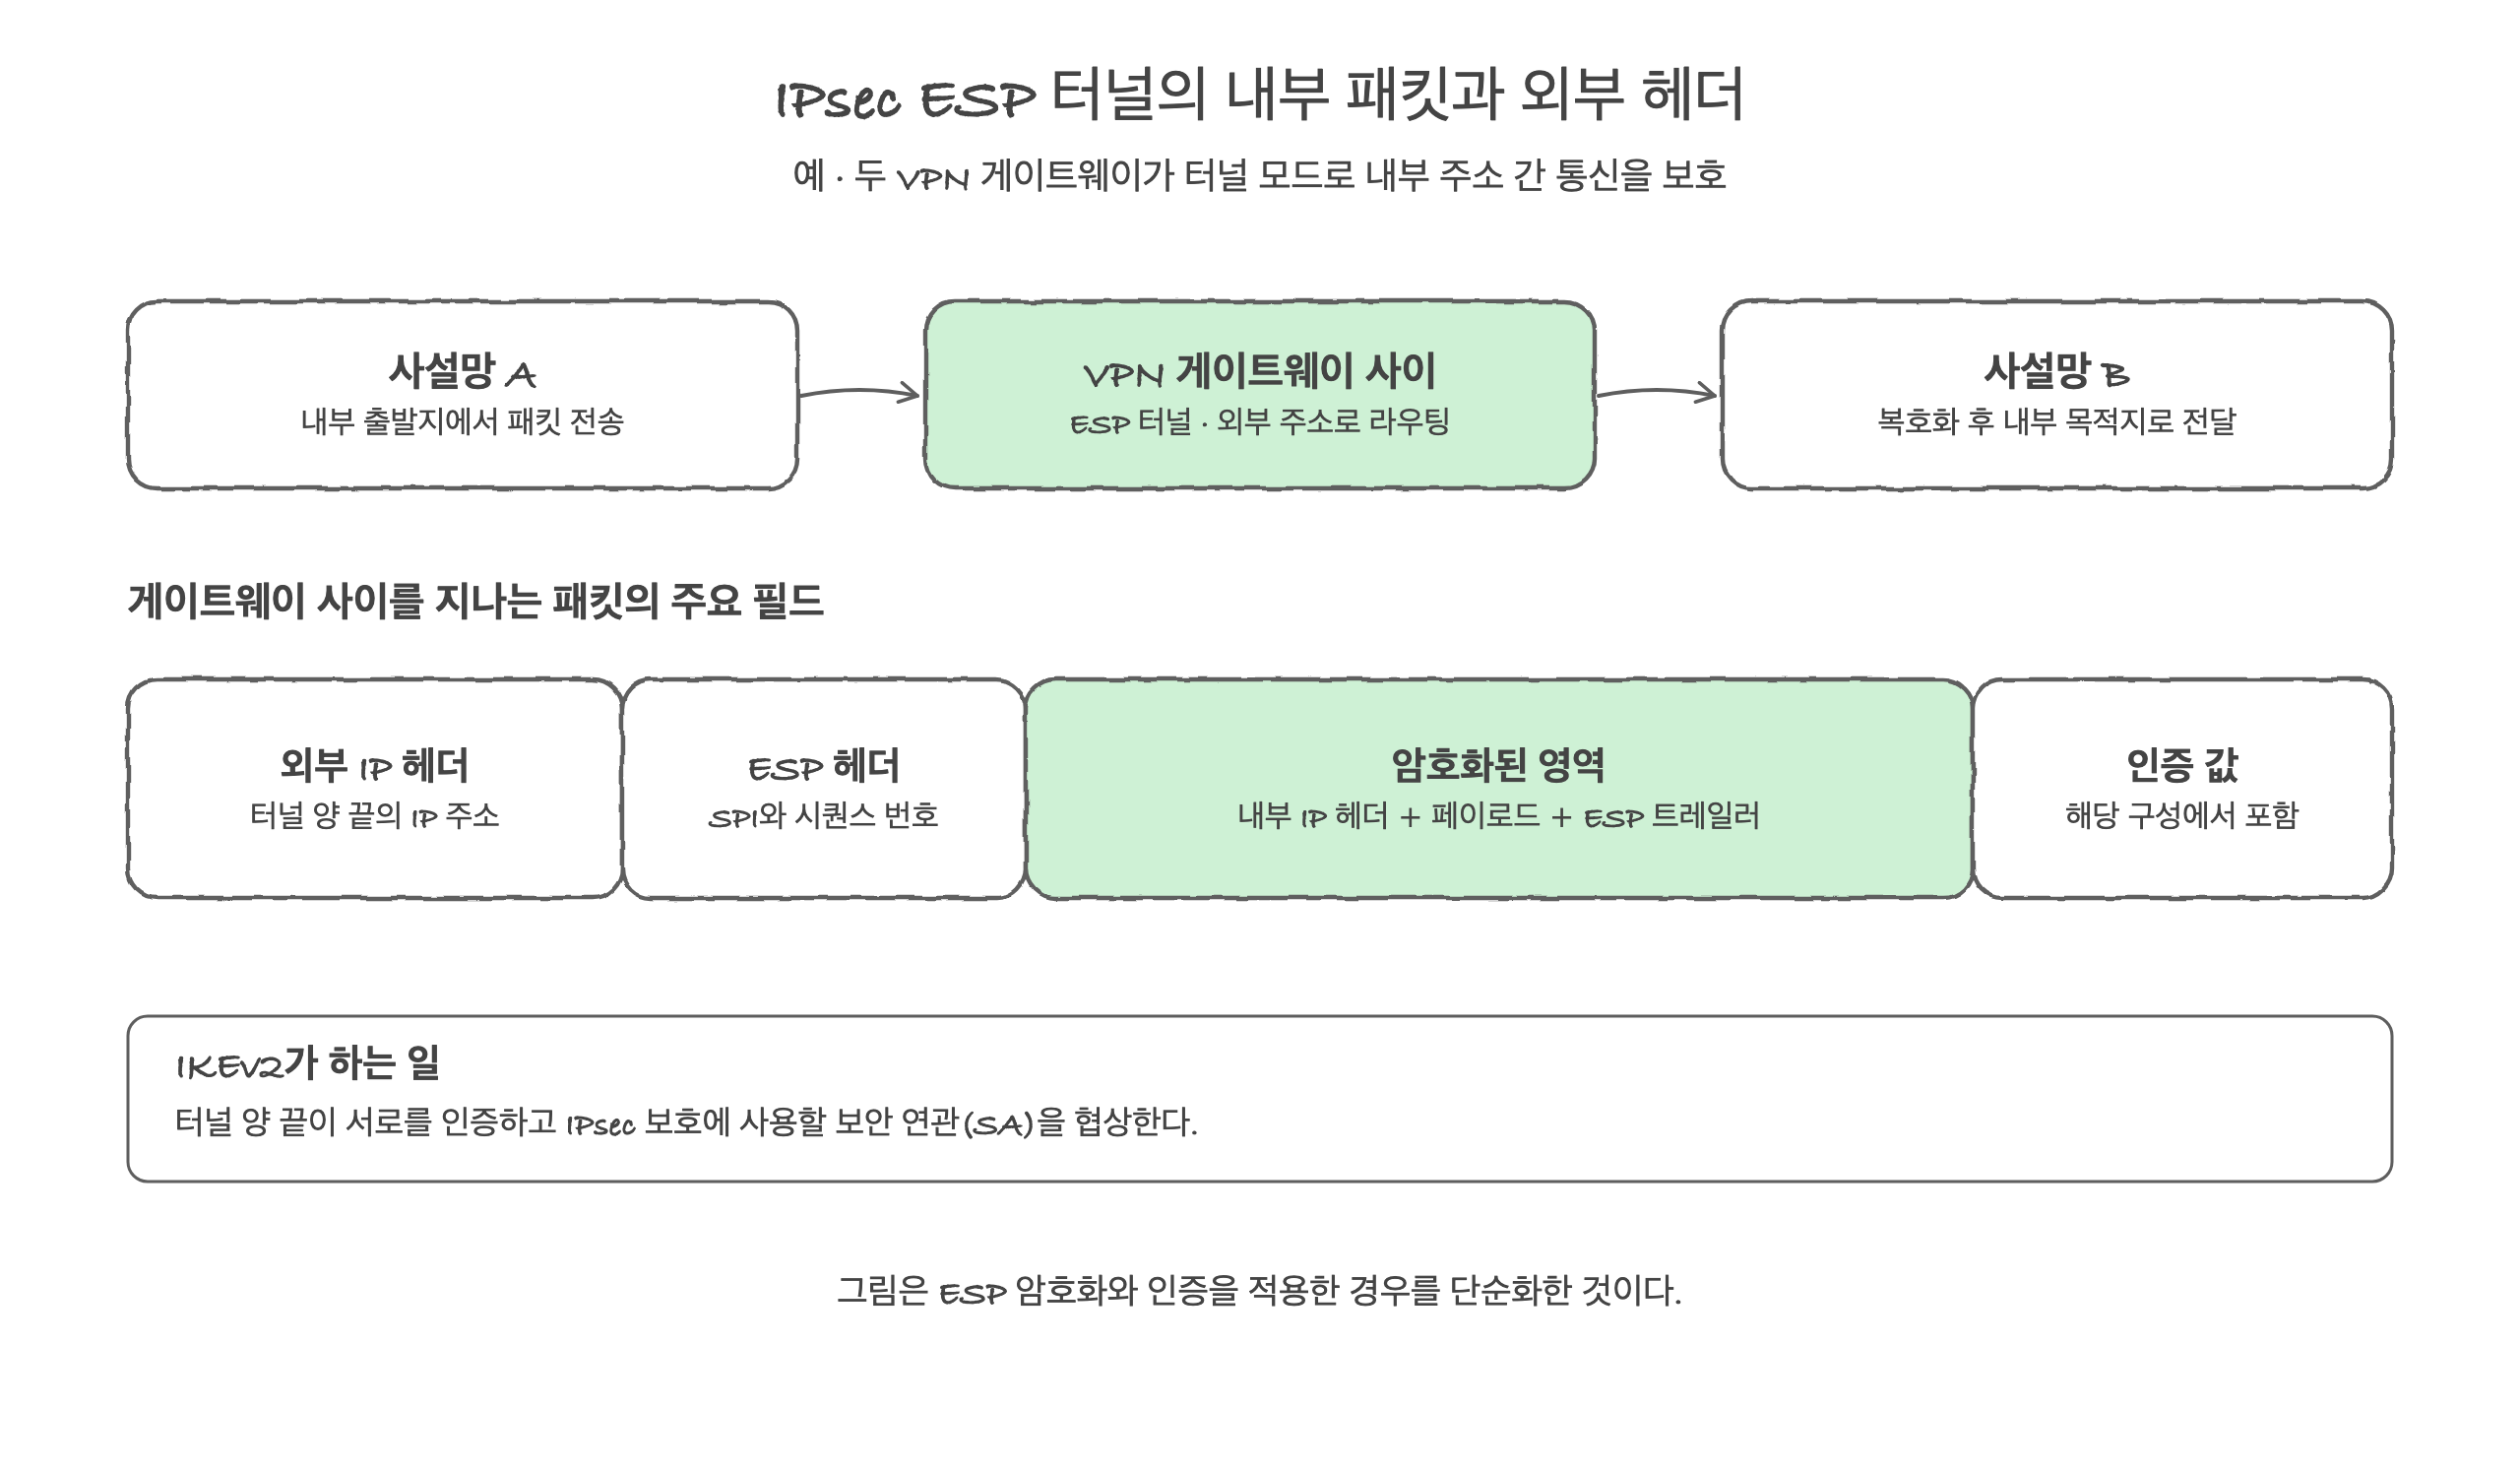 IPsec ESP 터널의 내부 패킷과 외부 헤더
예 · 두 VPN 게이트웨이가 터널 모드로 내부 주소 간 통신을 보호
사설망 A
내부 출발지에서 패킷 전송
VPN 게이트웨이 사이
ESP 터널 · 외부 주소로 라우팅
사설망 B
복호화 후 내부 목적지로 전달
게이트웨이 사이를 지나는 패킷의 주요 필드
외부 IP 헤더
터널 양 끝의 IP 주소
ESP 헤더
SPI와 시퀀스 번호
암호화된 영역
내부 IP 헤더 + 페이로드 + ESP 트레일러
인증 값
해당 구성에서 포함
IKEv2가 하는 일
터널 양 끝이 서로를 인증하고 IPsec 보호에 사용할 보안 연관(SA)을 협상한다.
그림은 ESP 암호화와 인증을 적용한 경우를 단순화한 것이다.